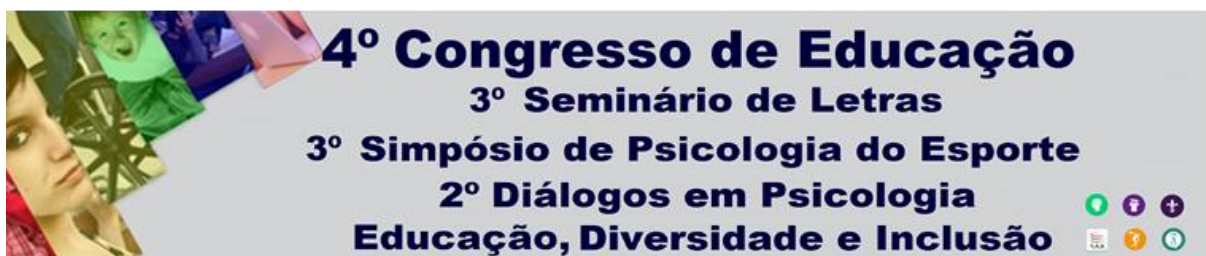 4º Congresso de Educação
3º Seminário de Letras
3º Simpósio de Psicologia do Esporte
2º Diálogos em Psicologia
Educação, Diversidade e Inclusão